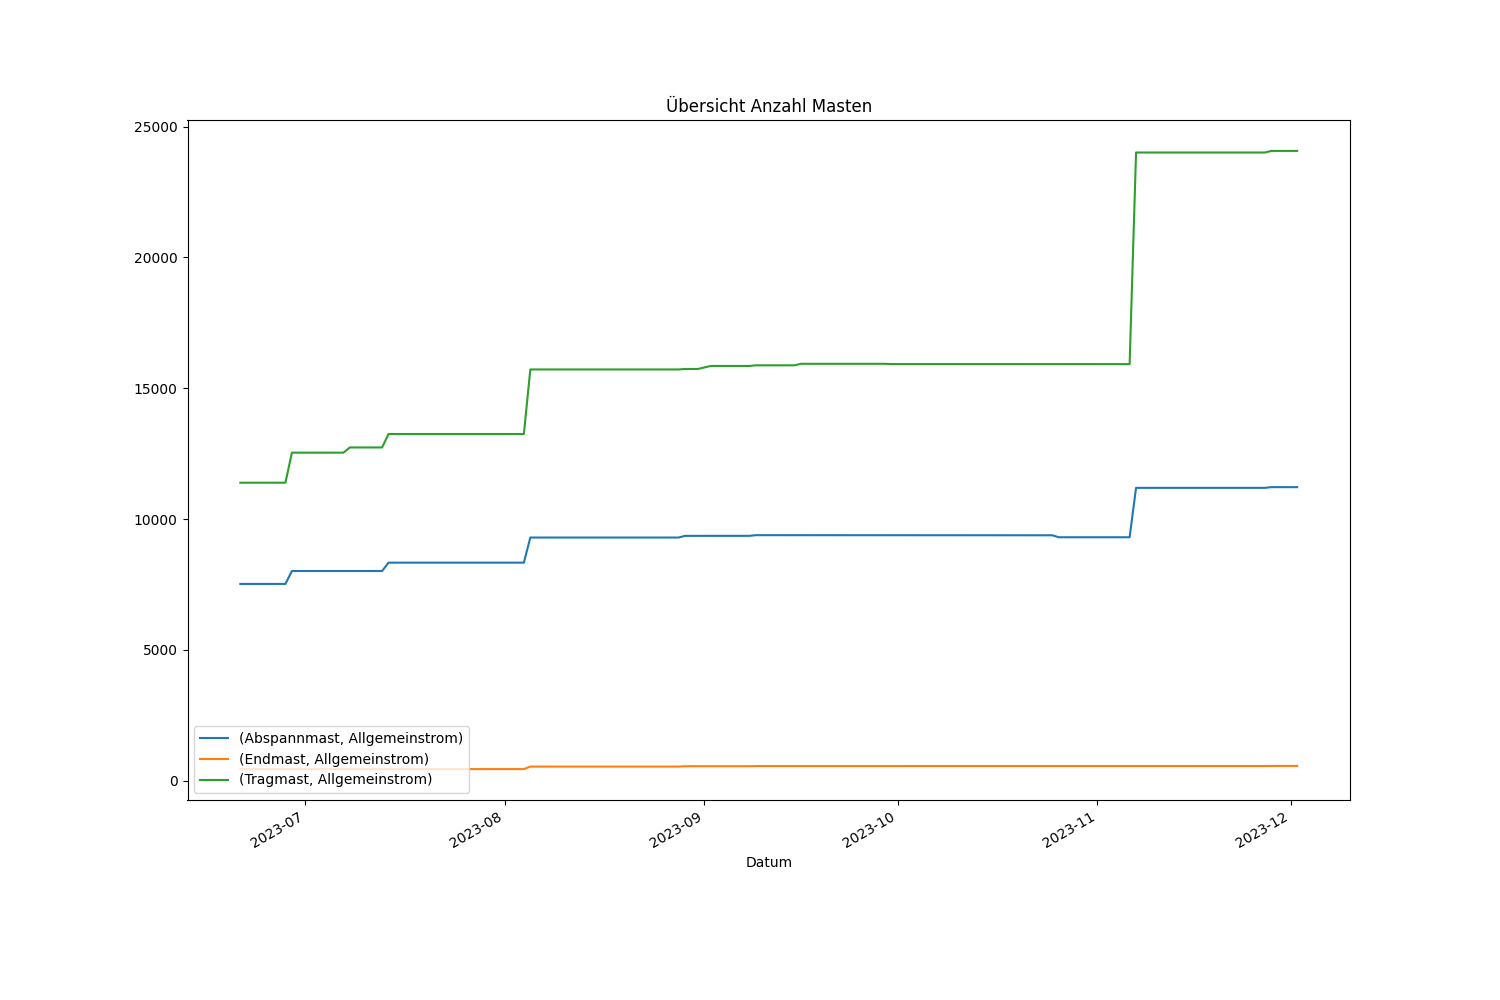 Übersicht Anzahl Masten
25000
20000
15000
10000
5000
0
(Abspannmast, Allgemeinstrom)
(Endmast, Allgemeinstrom)
(Tragmast, Allgemeinstrom)
2023-07
2023-08
2023-09
2023-10
2023-11
2023-12
Datum